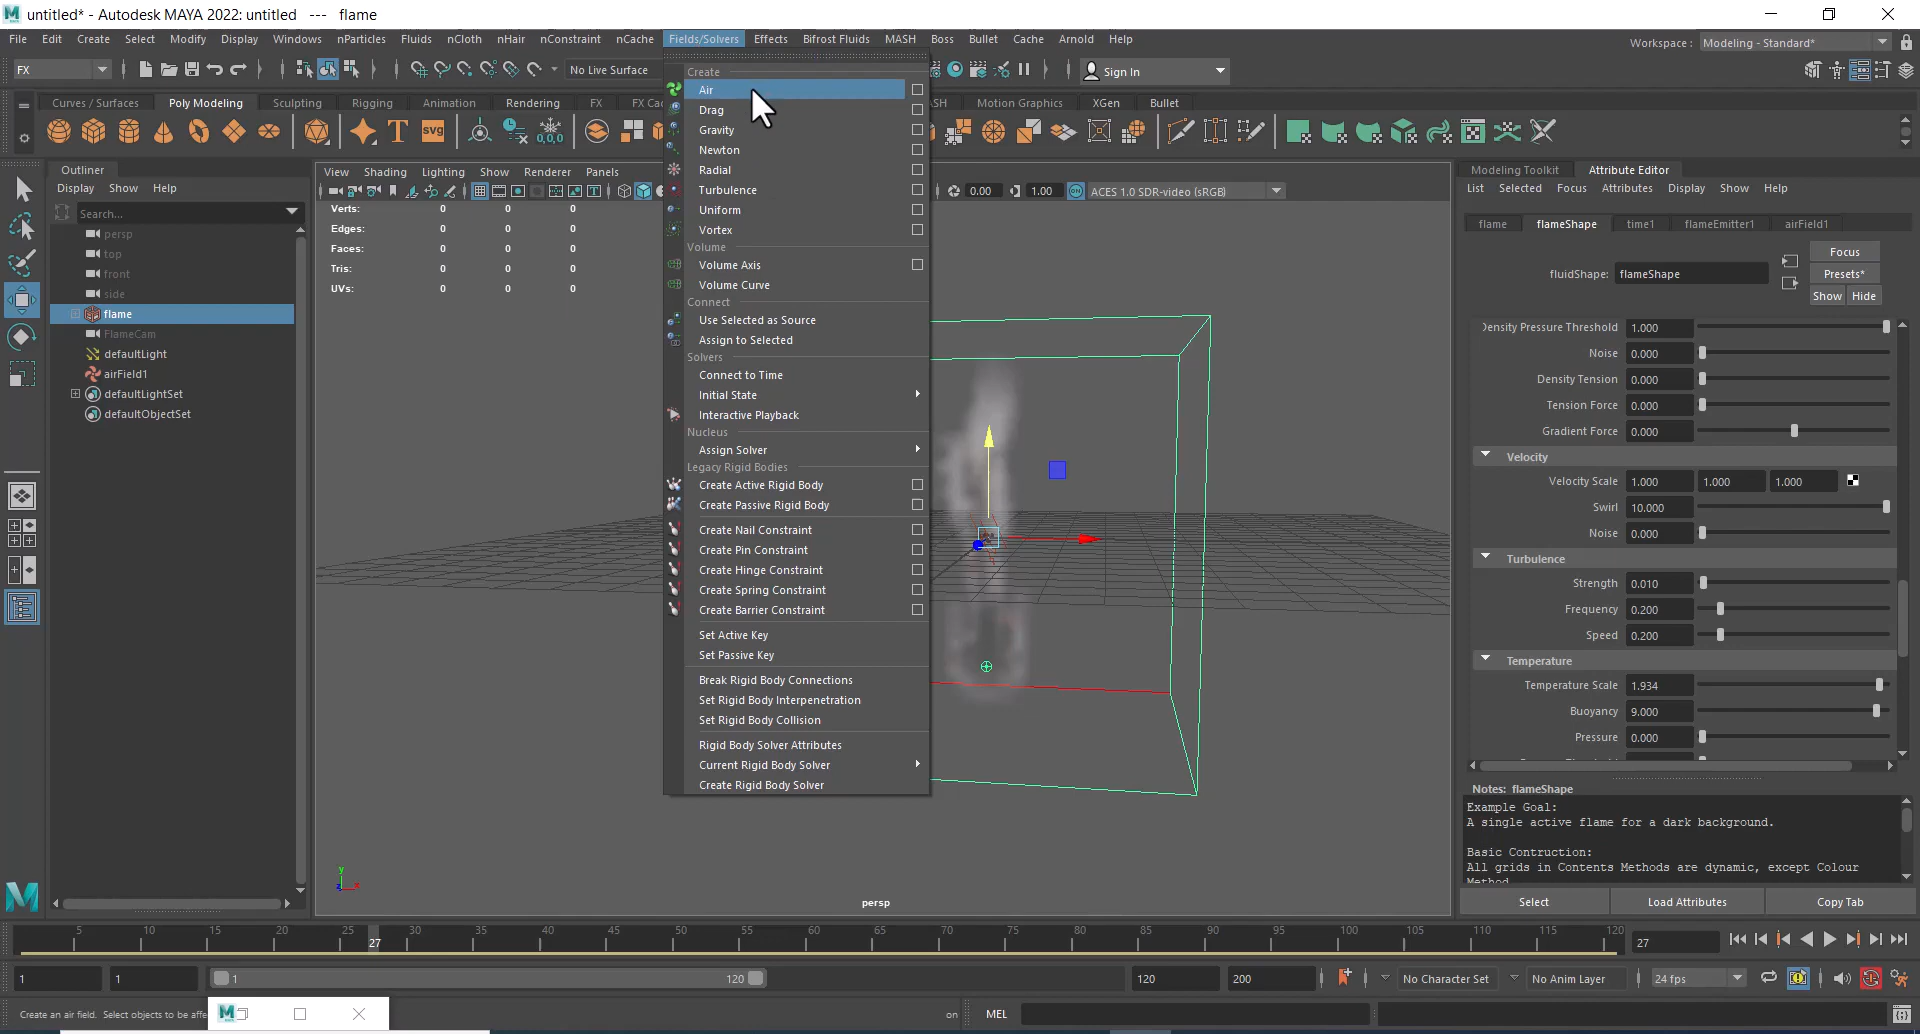 untitled* - Autodesk MAYA 2022: untitled --- flame
File Edit Create Select Modify Display Windows nParticles Fluids nCloth nHair nConstraint nCache Fields/Solvers Effects Bifrost Fluids MASH Boss Bullet Cache Arnold Help
Workspace : Modeling - Standard*
FX
No Live Surface
Sign In
Curves / Surfaces Poly Modeling Sculpting Rigging Animation Rendering FX FX Ca ASH Motion Graphics XGen Bullet
Outliner
Display Show Help
Search...
persp
top
front
side
flame
FlameCam
defaultLight
airField1
defaultLightSet
defaultObjectSet
View Shading Lighting Show Renderer Panels
0.00 1.00 ACES 1.0 SDR-video (sRGB)
Verts: 0 0 0
Edges: 0 0 0
Faces: 0 0 0
Tris: 0 0 0
UVs: 0 0 0
Create
Air
Drag
Gravity
Newton
Radial
Turbulence
Uniform
Vortex
Volume
Volume Axis
Volume Curve
Connect
Use Selected as Source
Assign to Selected
Solvers
Connect to Time
Initial State
Interactive Playback
Nucleus
Assign Solver
Legacy Rigid Bodies
Create Active Rigid Body
Create Passive Rigid Body
Create Nail Constraint
Create Pin Constraint
Create Hinge Constraint
Create Spring Constraint
Create Barrier Constraint
Set Active Key
Set Passive Key
Break Rigid Body Connections
Set Rigid Body Interpenetration
Set Rigid Body Collision
Rigid Body Solver Attributes
Current Rigid Body Solver
Create Rigid Body Solver
persp
Modeling Toolkit Attribute Editor
List Selected Focus Attributes Display Show Help
flame flameShape time1 flameEmitter1 airField1
fluidShape: flameShape
Focus
Presets*
Show Hide
Density Pressure Threshold 1.000
Noise 0.000
Density Tension 0.000
Tension Force 0.000
Gradient Force 0.000
Velocity
Velocity Scale 1.000 1.000 1.000
Swirl 10.000
Noise 0.000
Turbulence
Strength 0.010
Frequency 0.200
Speed 0.200
Temperature
Temperature Scale 1.934
Buoyancy 9.000
Pressure 0.000
Notes: flameShape
Example Goal:
A single active flame for a dark background.
Basic Contruction:
All grids in Contents Methods are dynamic, except Colour
Method
Select Load Attributes Copy Tab
5 10 15 20 25 27 30 35 40 45 50 55 60 65 70 75 80 85 90 95 100 105 110 115 120
27
1 1 1 120 120 200 No Character Set No Anim Layer 24 fps
Create an air field. Select objects to be affe on MEL